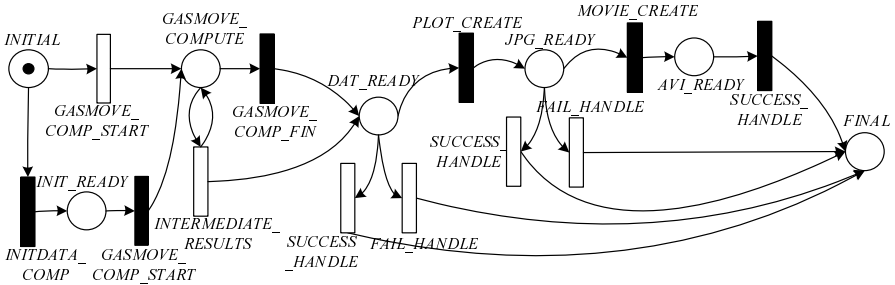 INITIAL
GASMOVE_
COMPUTE
GASMOVE_
COMP_START
GASMOVE_
COMP_FIN
DAT_READY
PLOT_CREATE
JPG_READY
MOVIE_CREATE
AVI_READY
SUCCESS_
HANDLE
FINAL
FAIL_HANDLE
SUCCESS_
HANDLE
INIT_READY
INITDATA_
COMP
GASMOVE_
COMP_START
INTERMEDIATE_
RESULTS
SUCCESS
_HANDLE
FAIL_HANDLE